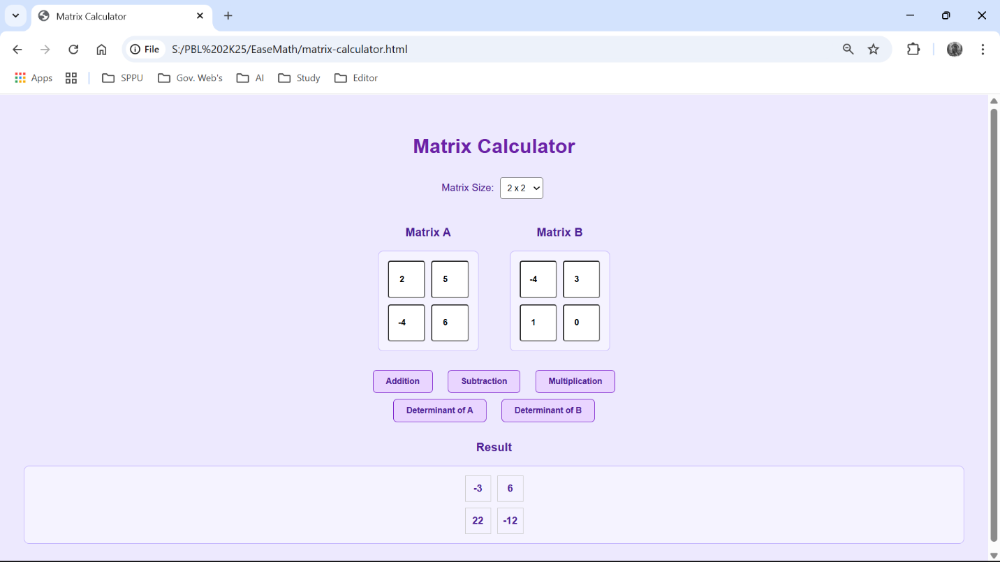 Matrix Calculator
File S:/PBL%202K25/EaseMath/matrix-calculator.html
Apps SPPU Gov. Web's AI Study Editor
Matrix Calculator
Matrix Size: 2 x 2
Matrix A Matrix B
2 5 -4 3
-4 6 1 0
Addition Subtraction Multiplication
Determinant of A Determinant of B
Result
-3 6
22 -12